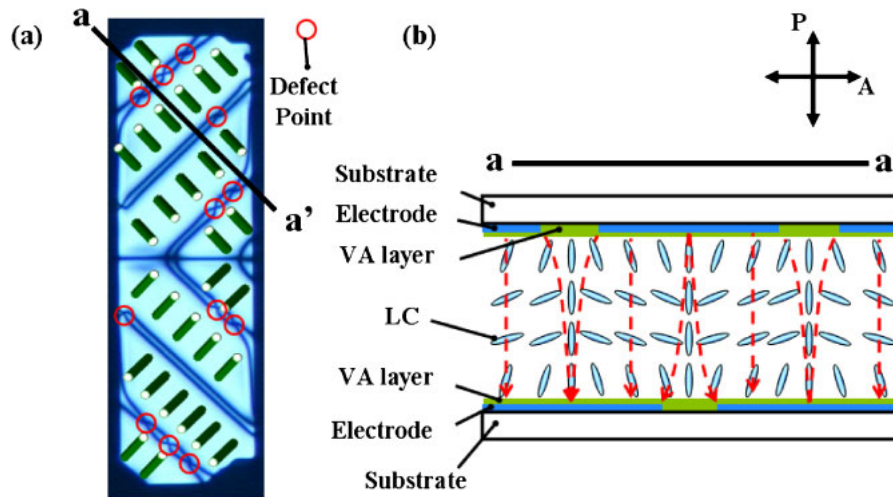 (a)
a
a'
Defect
Point
(b)
P
A
a
a
Substrate
Electrode
VA layer
LC
VA layer
Electrode
Substrate